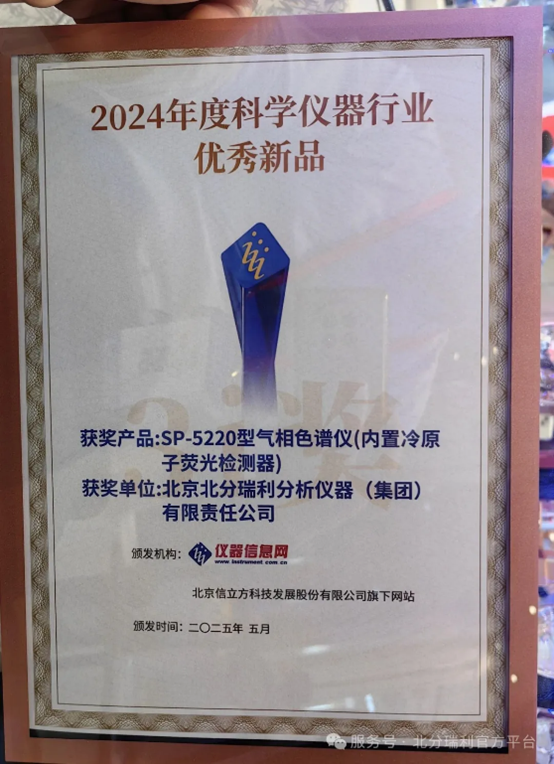 2024年度科学仪器行业
优秀新品
3i奖
获奖产品:SP-5220型气相色谱仪(内置冷原
子荧光检测器)
获奖单位:北京北分瑞利分析仪器（集团）
有限责任公司
颁发机构: 仪器信息网
www.instrument.com.cn
北京信立方科技发展股份有限公司旗下网站
颁发时间: 二〇二五年 五月
服务号 · 北分瑞利官方平台